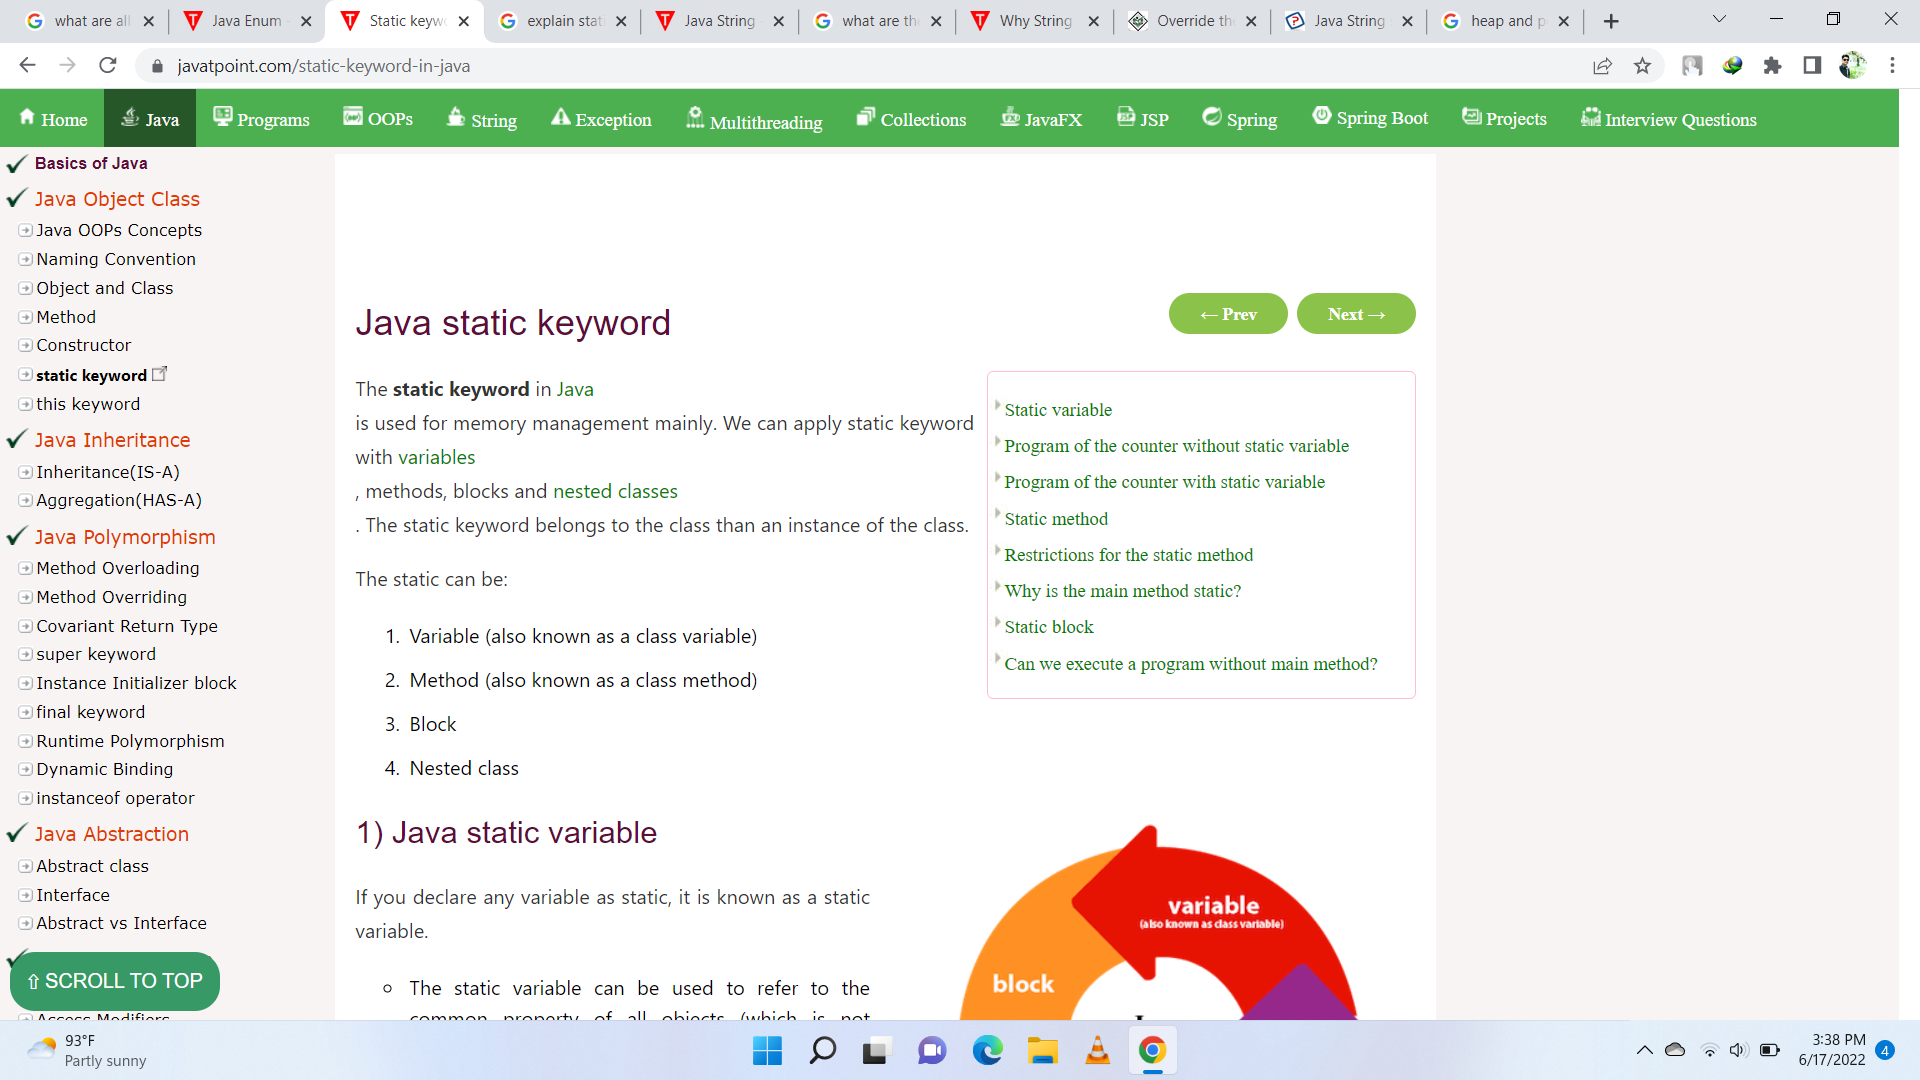 what are all
Java Enum -
Static keyw
explain stati
Java String
what are the
Why String
Override th
Java String
heap and p
javatpoint.com/static-keyword-in-java
Home
Java
Programs
OOPs
String
Exception
Multithreading
Collections
JavaFX
JSP
Spring
Spring Boot
Projects
Interview Questions
Basics of Java
Java Object Class
Java OOPs Concepts
Naming Convention
Object and Class
Method
Constructor
static keyword
this keyword
Java Inheritance
Inheritance(IS-A)
Aggregation(HAS-A)
Java Polymorphism
Method Overloading
Method Overriding
Covariant Return Type
super keyword
Instance Initializer block
final keyword
Runtime Polymorphism
Dynamic Binding
instanceof operator
Java Abstraction
Abstract class
Interface
Abstract vs Interface
⇧ SCROLL TO TOP
Access Modifiers
← Prev
Next →
Java static keyword
The static keyword in Java
is used for memory management mainly. We can apply static keyword
with variables
, methods, blocks and nested classes
. The static keyword belongs to the class than an instance of the class.
The static can be:
1. Variable (also known as a class variable)
2. Method (also known as a class method)
3. Block
4. Nested class
Static variable
Program of the counter without static variable
Program of the counter with static variable
Static method
Restrictions for the static method
Why is the main method static?
Static block
Can we execute a program without main method?
1) Java static variable
If you declare any variable as static, it is known as a static
variable.
The static variable can be used to refer to the
common property of all objects (which is not
variable
(also known as class variable)
block
93°F
Partly sunny
3:38 PM
6/17/2022
4